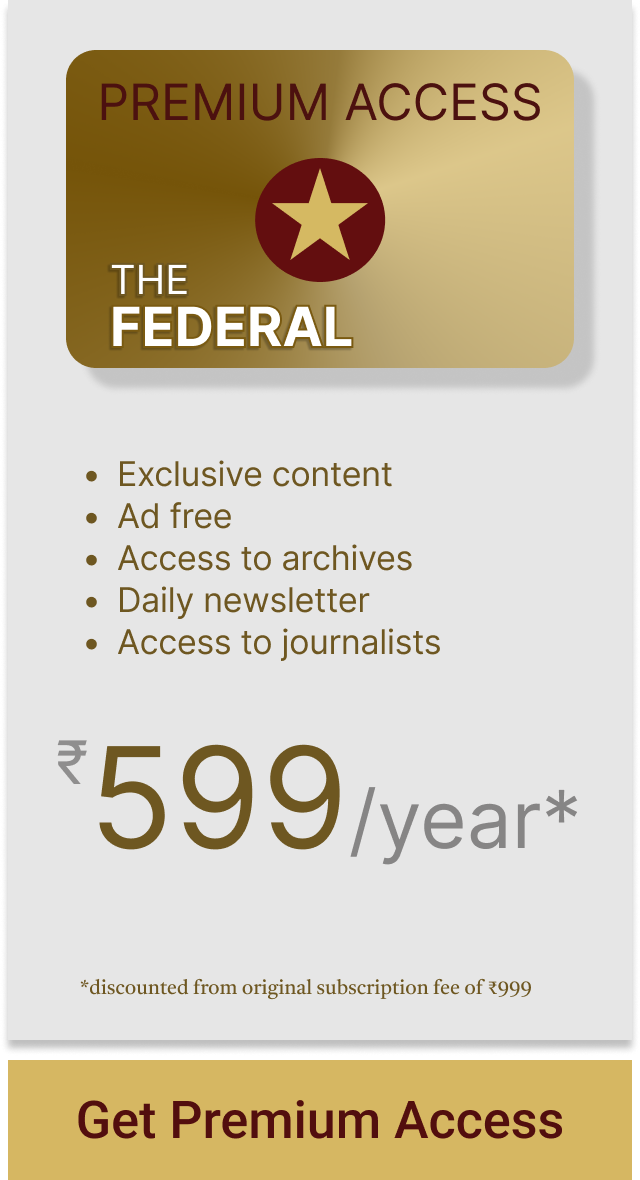 PREMIUM ACCESS
THE
FEDERAL
• Exclusive content
• Ad free
• Access to archives
• Daily newsletter
• Access to journalists
₹599/year*
*discounted from original subscription fee of ₹999
Get Premium Access